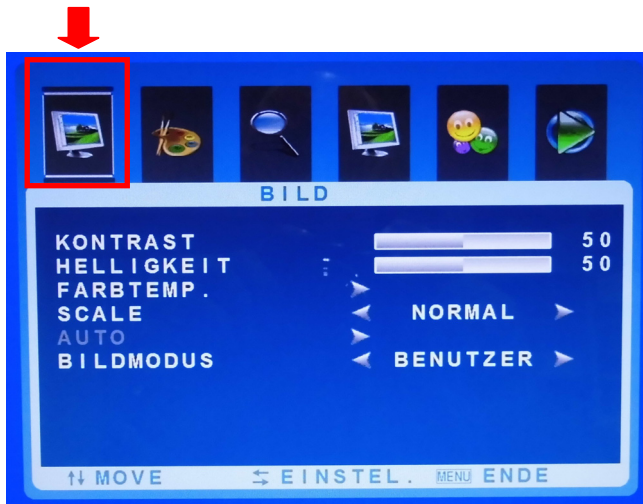 BILD
KONTRAST 50
HELLIGKEIT 50
FARBTEMP.
SCALE NORMAL
AUTO
BILDMODUS BENUTZER
MOVE EINSTEL. MENU ENDE